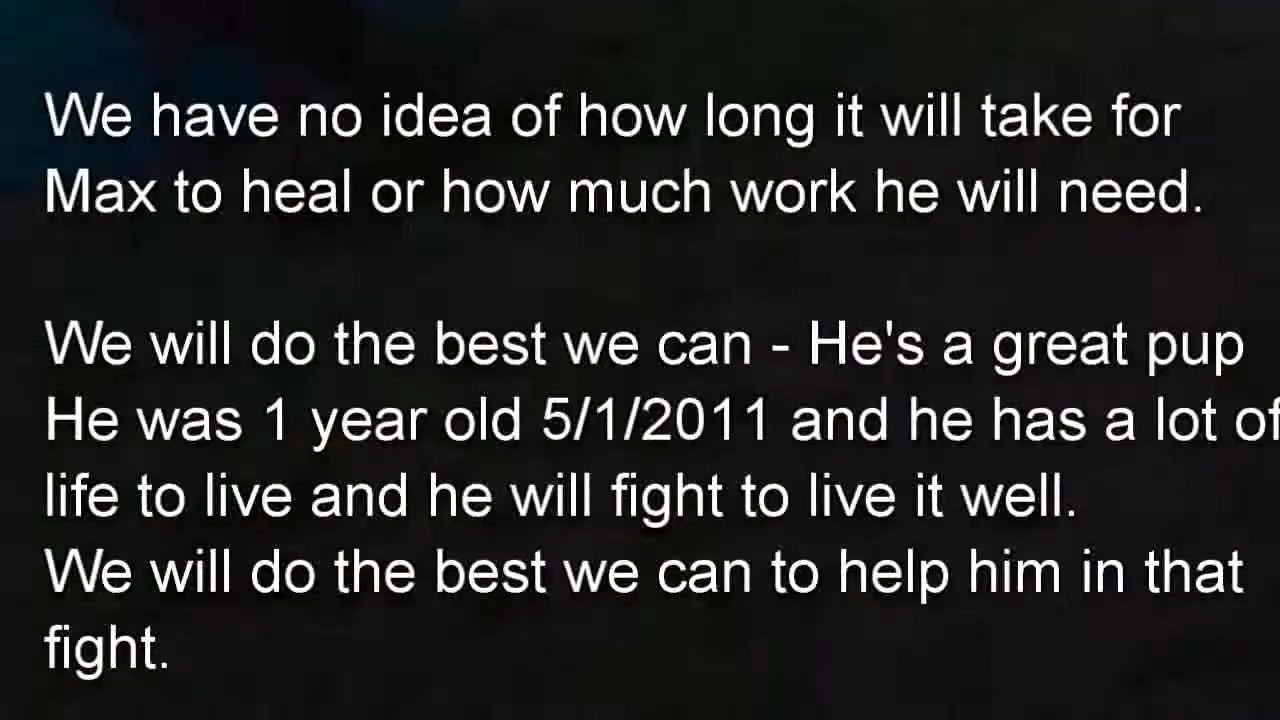 We have no idea of how long it will take for
Max to heal or how much work he will need.
We will do the best we can - He's a great pup
He was 1 year old 5/1/2011 and he has a lot of
life to live and he will fight to live it well.
We will do the best we can to help him in that
fight.